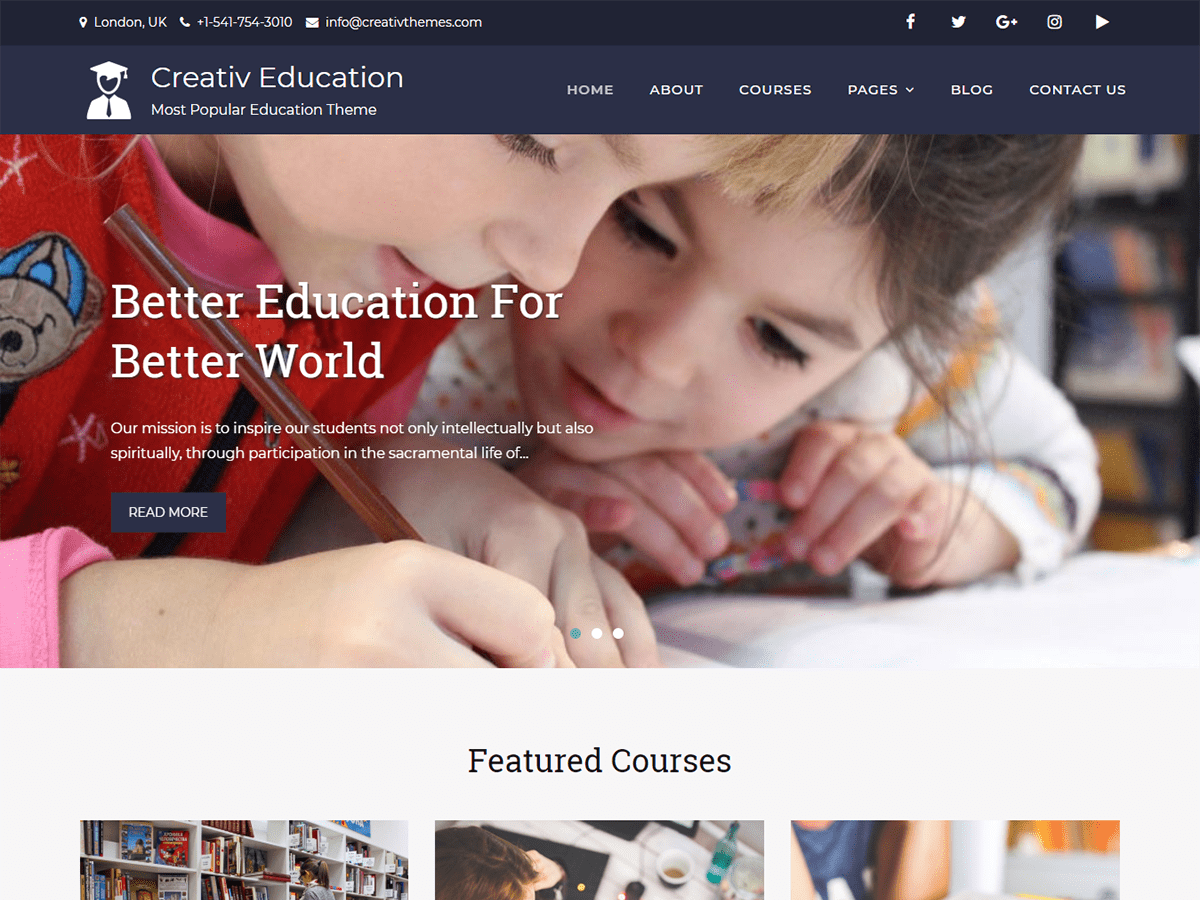 London, UK +1-541-754-3010 info@creativthemes.com
Creativ Education
Most Popular Education Theme
HOME ABOUT COURSES PAGES BLOG CONTACT US
Better Education For
Better World
Our mission is to inspire our students not only intellectually but also
spiritually, through participation in the sacramental life of...
READ MORE
Featured Courses